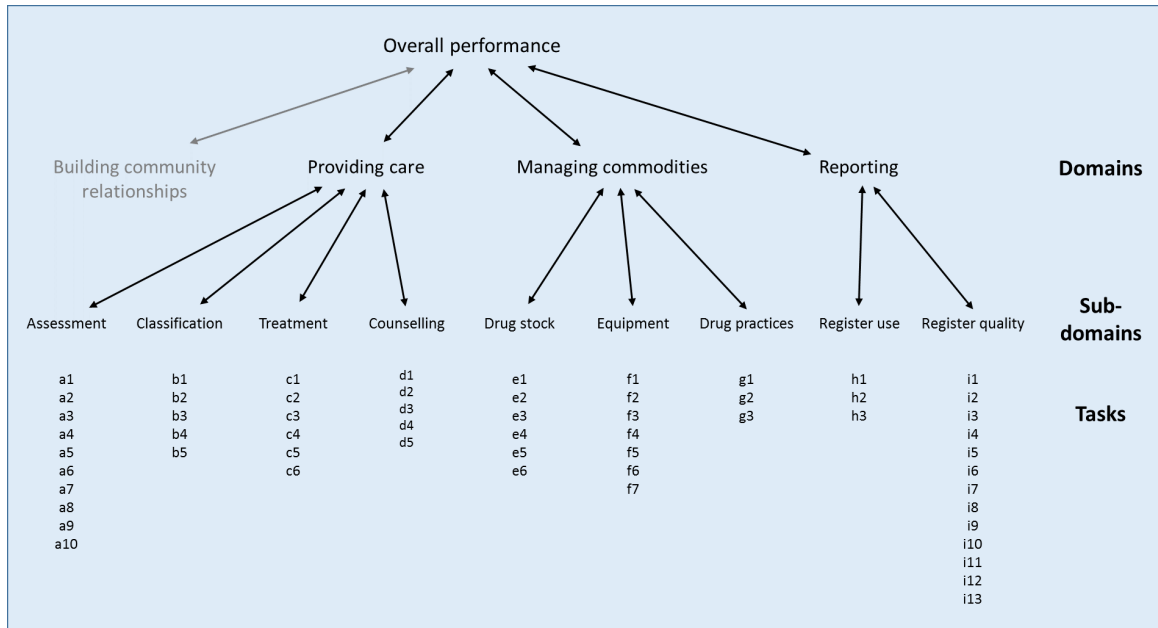 Overall performance
Building community
relationships
Providing care
Managing commodities
Reporting
Domains
Assessment
Classification
Treatment
Counselling
Drug stock
Equipment
Drug practices
Register use
Register quality
Sub-
domains
a1
a2
a3
a4
a5
a6
a7
a8
a9
a10
b1
b2
b3
b4
b5
c1
c2
c3
c4
c5
c6
d1
d2
d3
d4
d5
e1
e2
e3
e4
e5
e6
f1
f2
f3
f4
f5
f6
f7
g1
g2
g3
h1
h2
h3
i1
i2
i3
i4
i5
i6
i7
i8
i9
i10
i11
i12
i13
Tasks